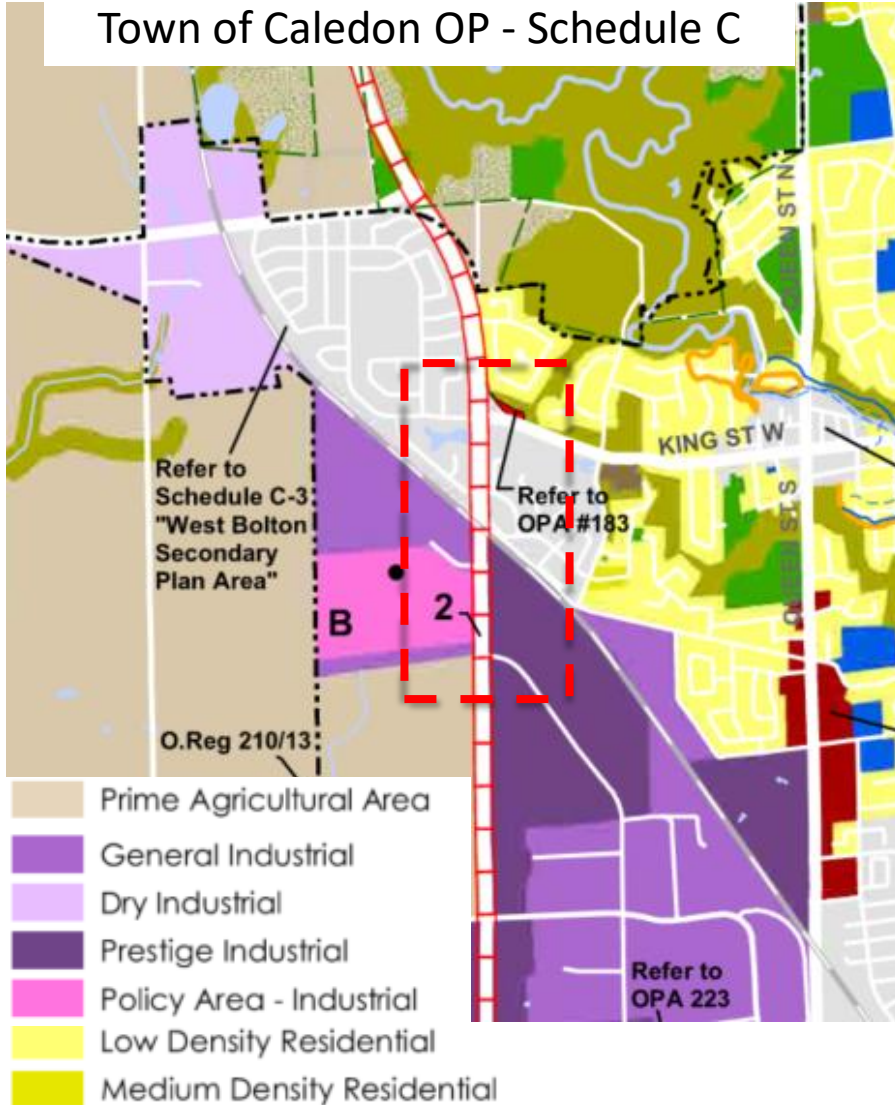 Town of Caledon OP - Schedule C
QUEEN ST N
KING ST W
Refer to
Schedule C-3
"West Bolton
Secondary
Plan Area"
Refer to
OPA #183
QUEEN ST S
B
2
O.Reg 210/13
Refer to
OPA 223
Prime Agricultural Area
General Industrial
Dry Industrial
Prestige Industrial
Policy Area - Industrial
Low Density Residential
Medium Density Residential